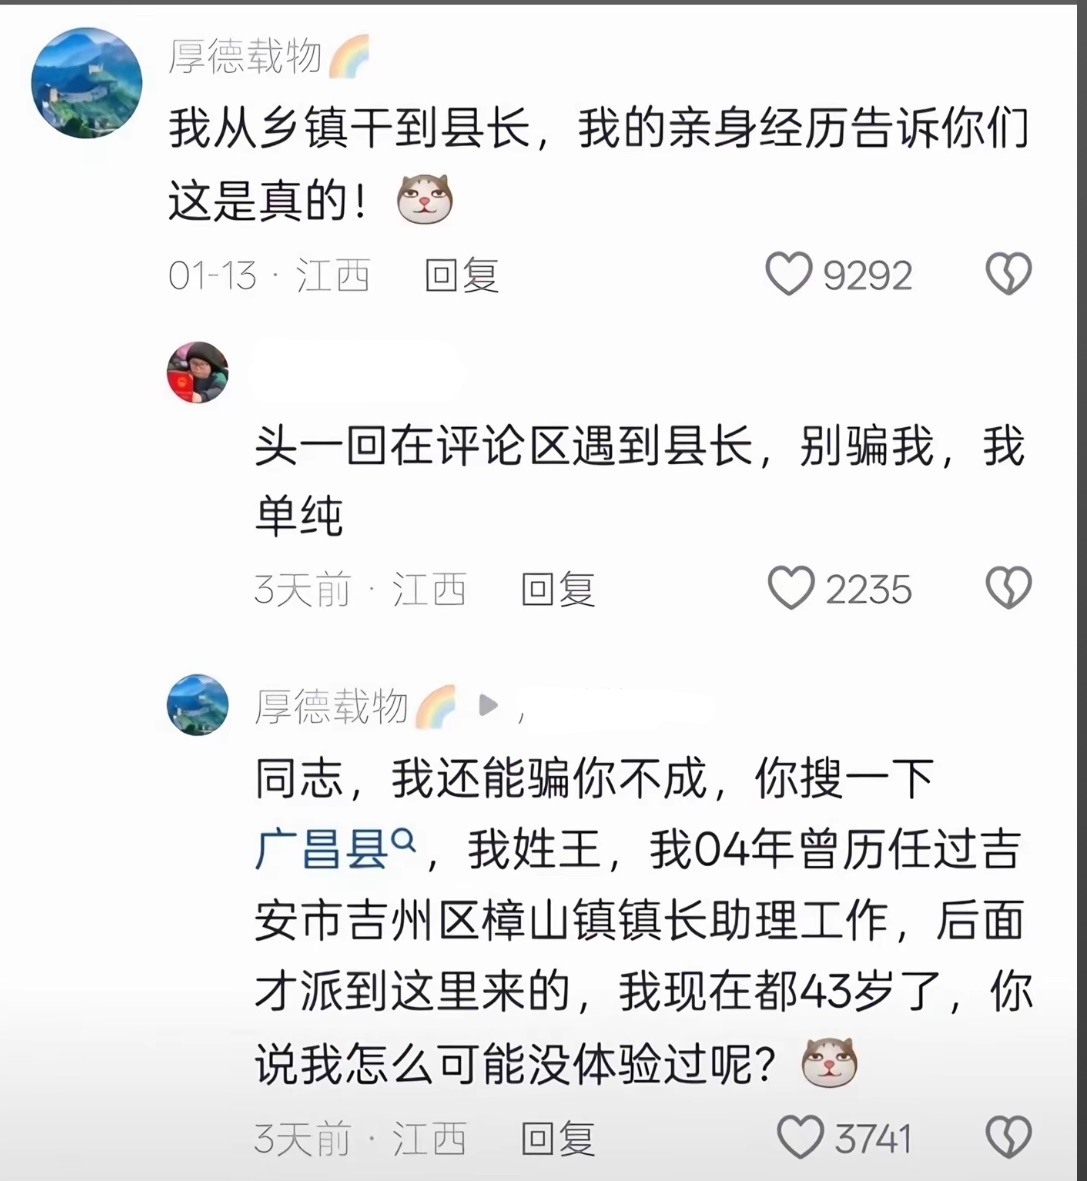 厚德载物🌈
我从乡镇干到县长，我的亲身经历告诉你们
这是真的！
01-13 · 江西 回复 9292
头一回在评论区遇到县长，别骗我，我
单纯
3天前 · 江西 回复 2235
厚德载物🌈 ▶ ,
同志，我还能骗你不成，你搜一下
广昌县，我姓王，我04年曾历任过吉
安市吉州区樟山镇镇长助理工作，后面
才派到这里来的，我现在都43岁了，你
说我怎么可能没体验过呢？
3天前 · 江西 回复 3741